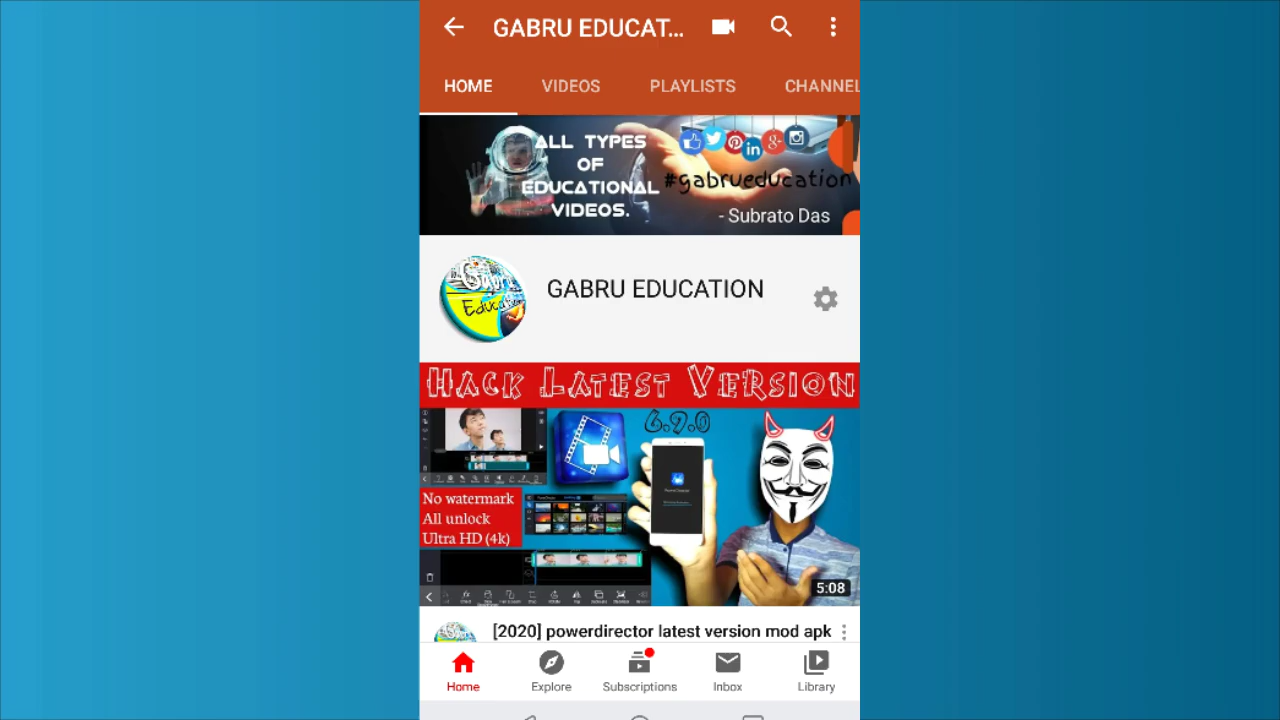 GABRU EDUCAT...
HOME VIDEOS PLAYLISTS CHANNEL
ALL TYPES
OF
EDUCATIONAL
VIDEOS.
#gabrueducation
- Subrato Das
Gabru
Education
GABRU EDUCATION
HACK LATEST VERSION
6.9.0
No watermark
All unlock
Ultra HD (4k)
5:08
[2020] powerdirector latest version mod apk
Home Explore Subscriptions Inbox Library